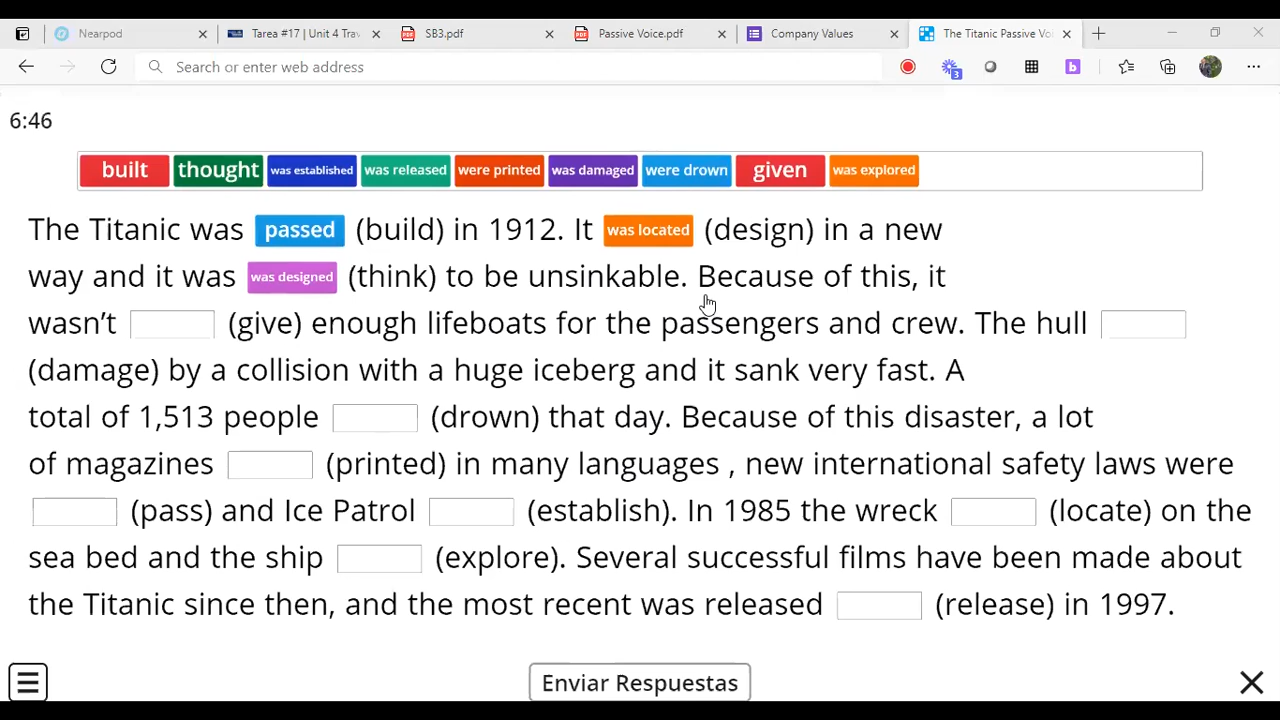 Nearpod
Tarea #17 | Unit 4 Trav
SB3.pdf
Passive Voice.pdf
Company Values
The Titanic Passive Voi
Search or enter web address
3
b
6:46
built thought was established was released were printed was damaged were drown given was explored
The Titanic was passed (build) in 1912. It was located (design) in a new
way and it was was designed (think) to be unsinkable. Because of this, it
wasn’t (give) enough lifeboats for the passengers and crew. The hull
(damage) by a collision with a huge iceberg and it sank very fast. A
total of 1,513 people (drown) that day. Because of this disaster, a lot
of magazines (printed) in many languages , new international safety laws were
(pass) and Ice Patrol (establish). In 1985 the wreck (locate) on the
sea bed and the ship (explore). Several successful films have been made about
the Titanic since then, and the most recent was released (release) in 1997.
Enviar Respuestas